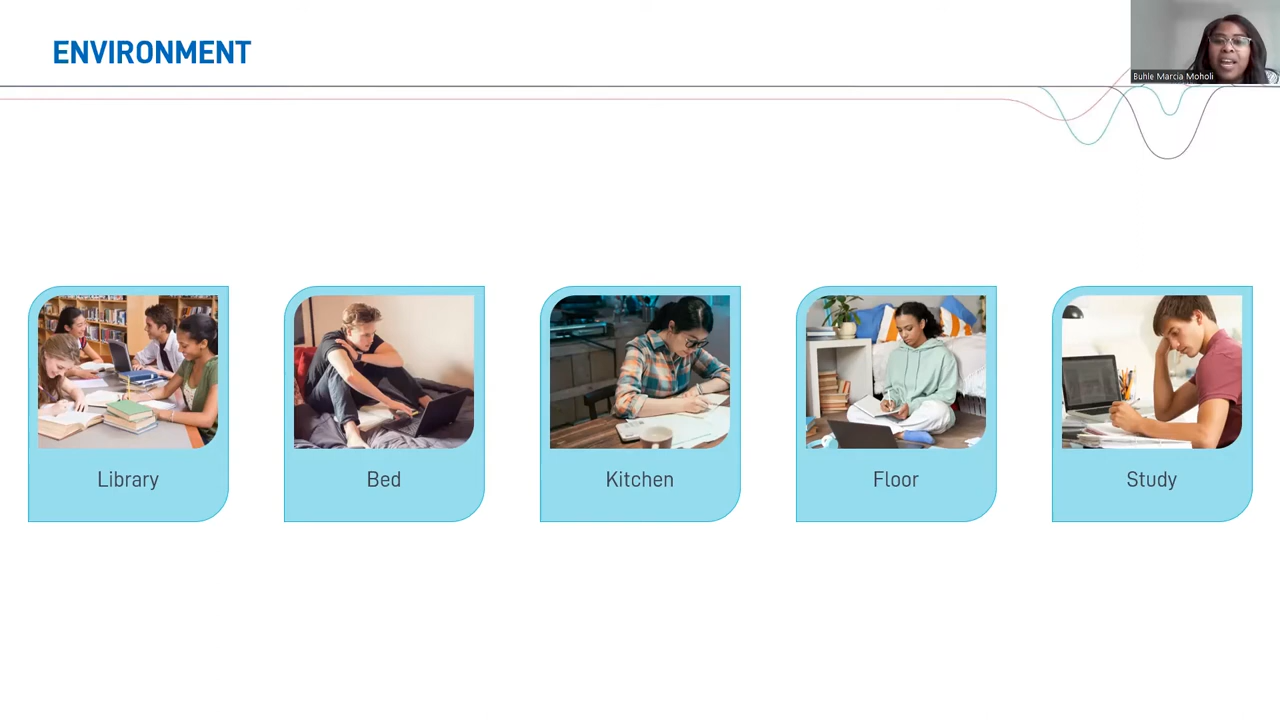 ENVIRONMENT
Buhle Marcia Moholi
Library
Bed
Kitchen
Floor
Study